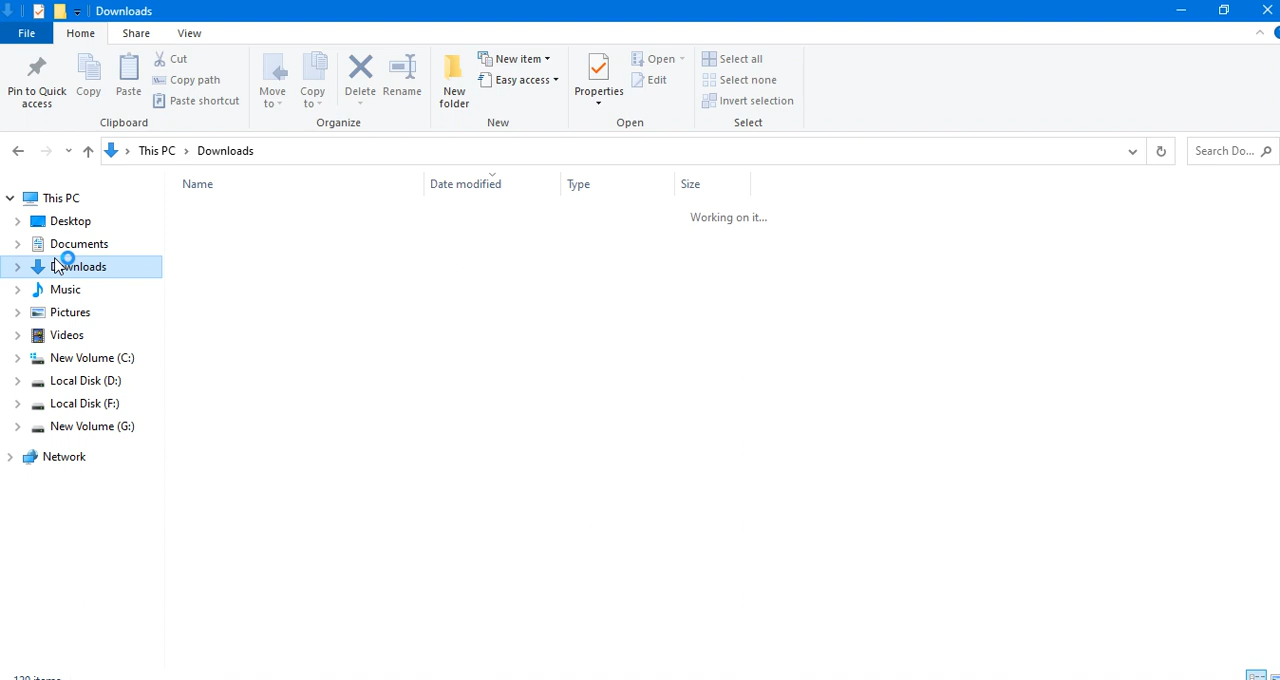 Downloads
File Home Share View
Pin to Quick access
Copy
Paste
Cut
Copy path
Paste shortcut
Clipboard
Move to
Copy to
Delete
Rename
Organize
New folder
New item
Easy access
New
Properties
Open
Edit
Open
Select all
Select none
Invert selection
Select
This PC > Downloads
Search Do...
Name Date modified Type Size
Working on it...
This PC
Desktop
Documents
Downloads
Music
Pictures
Videos
New Volume (C:)
Local Disk (D:)
Local Disk (F:)
New Volume (G:)
Network